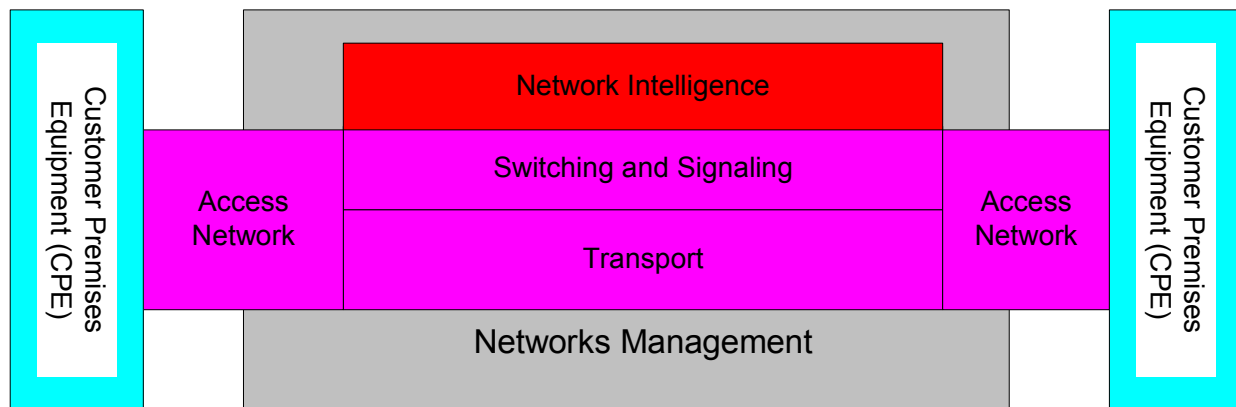 Customer Premises
Equipment (CPE)
Access
Network
Network Intelligence
Switching and Signaling
Transport
Networks Management
Access
Network
Customer Premises
Equipment (CPE)